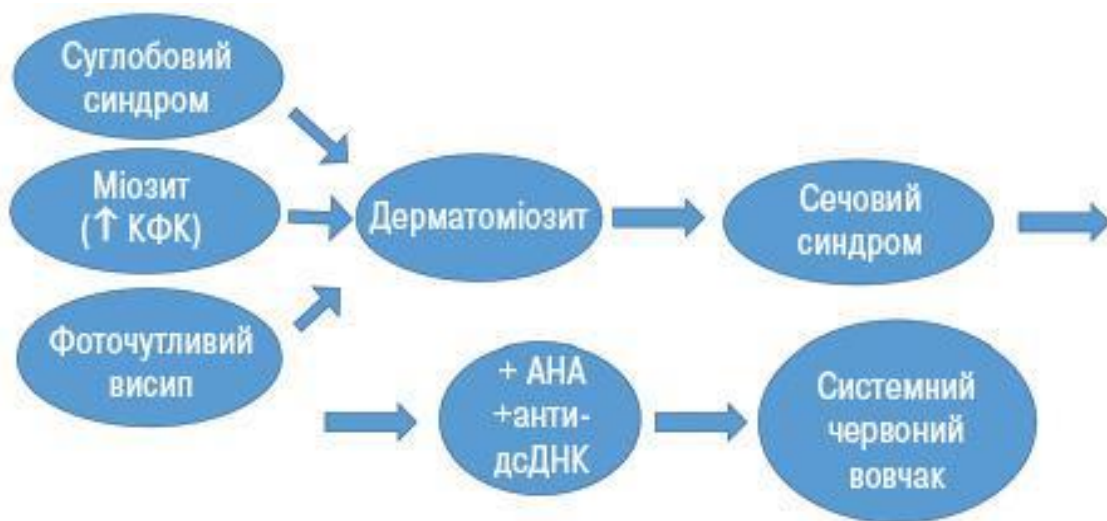 Суглобовий
синдром
Міозит
(↑ КФК)
Фоточутливий
висип
Дерматоміозит
Сечовий
синдром
+ АНА
+анти-
дсДНК
Системний
червоний
вовчак